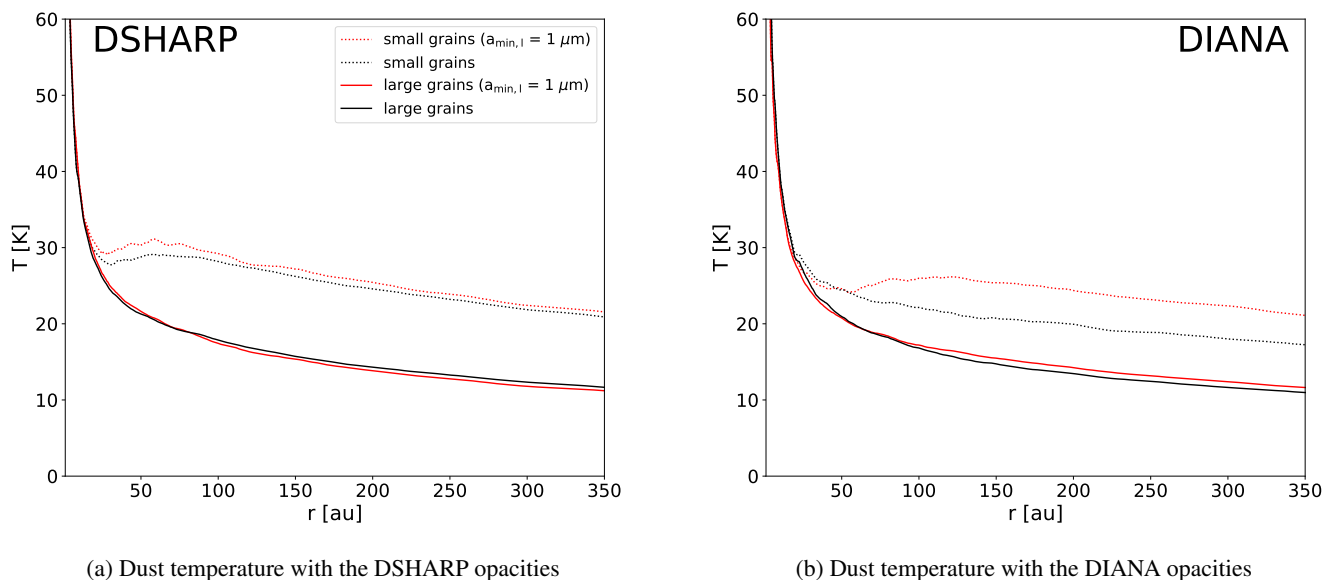 DSHARP
small grains (a_min,l = 1 μm)
small grains
large grains (a_min,l = 1 μm)
large grains
60
50
40
30
20
10
0
T [K]
50 100 150 200 250 300 350
r [au]
(a) Dust temperature with the DSHARP opacities
DIANA
60
50
40
30
20
10
0
T [K]
50 100 150 200 250 300 350
r [au]
(b) Dust temperature with the DIANA opacities